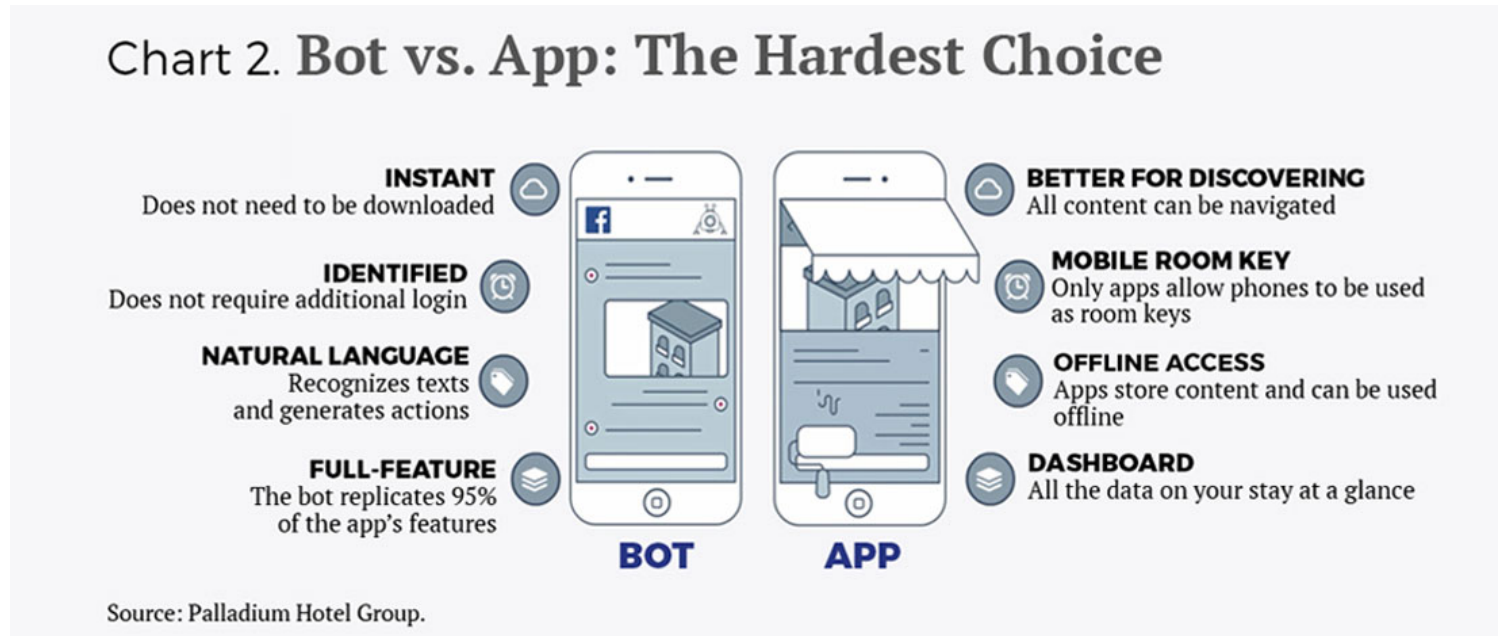 Chart 2. Bot vs. App: The Hardest Choice
INSTANT
Does not need to be downloaded
IDENTIFIED
Does not require additional login
NATURAL LANGUAGE
Recognizes texts
and generates actions
FULL-FEATURE
The bot replicates 95%
of the app's features
f
BOT
BETTER FOR DISCOVERING
All content can be navigated
MOBILE ROOM KEY
Only apps allow phones to be used
as room keys
OFFLINE ACCESS
Apps store content and can be used
offline
DASHBOARD
All the data on your stay at a glance
APP
Source: Palladium Hotel Group.